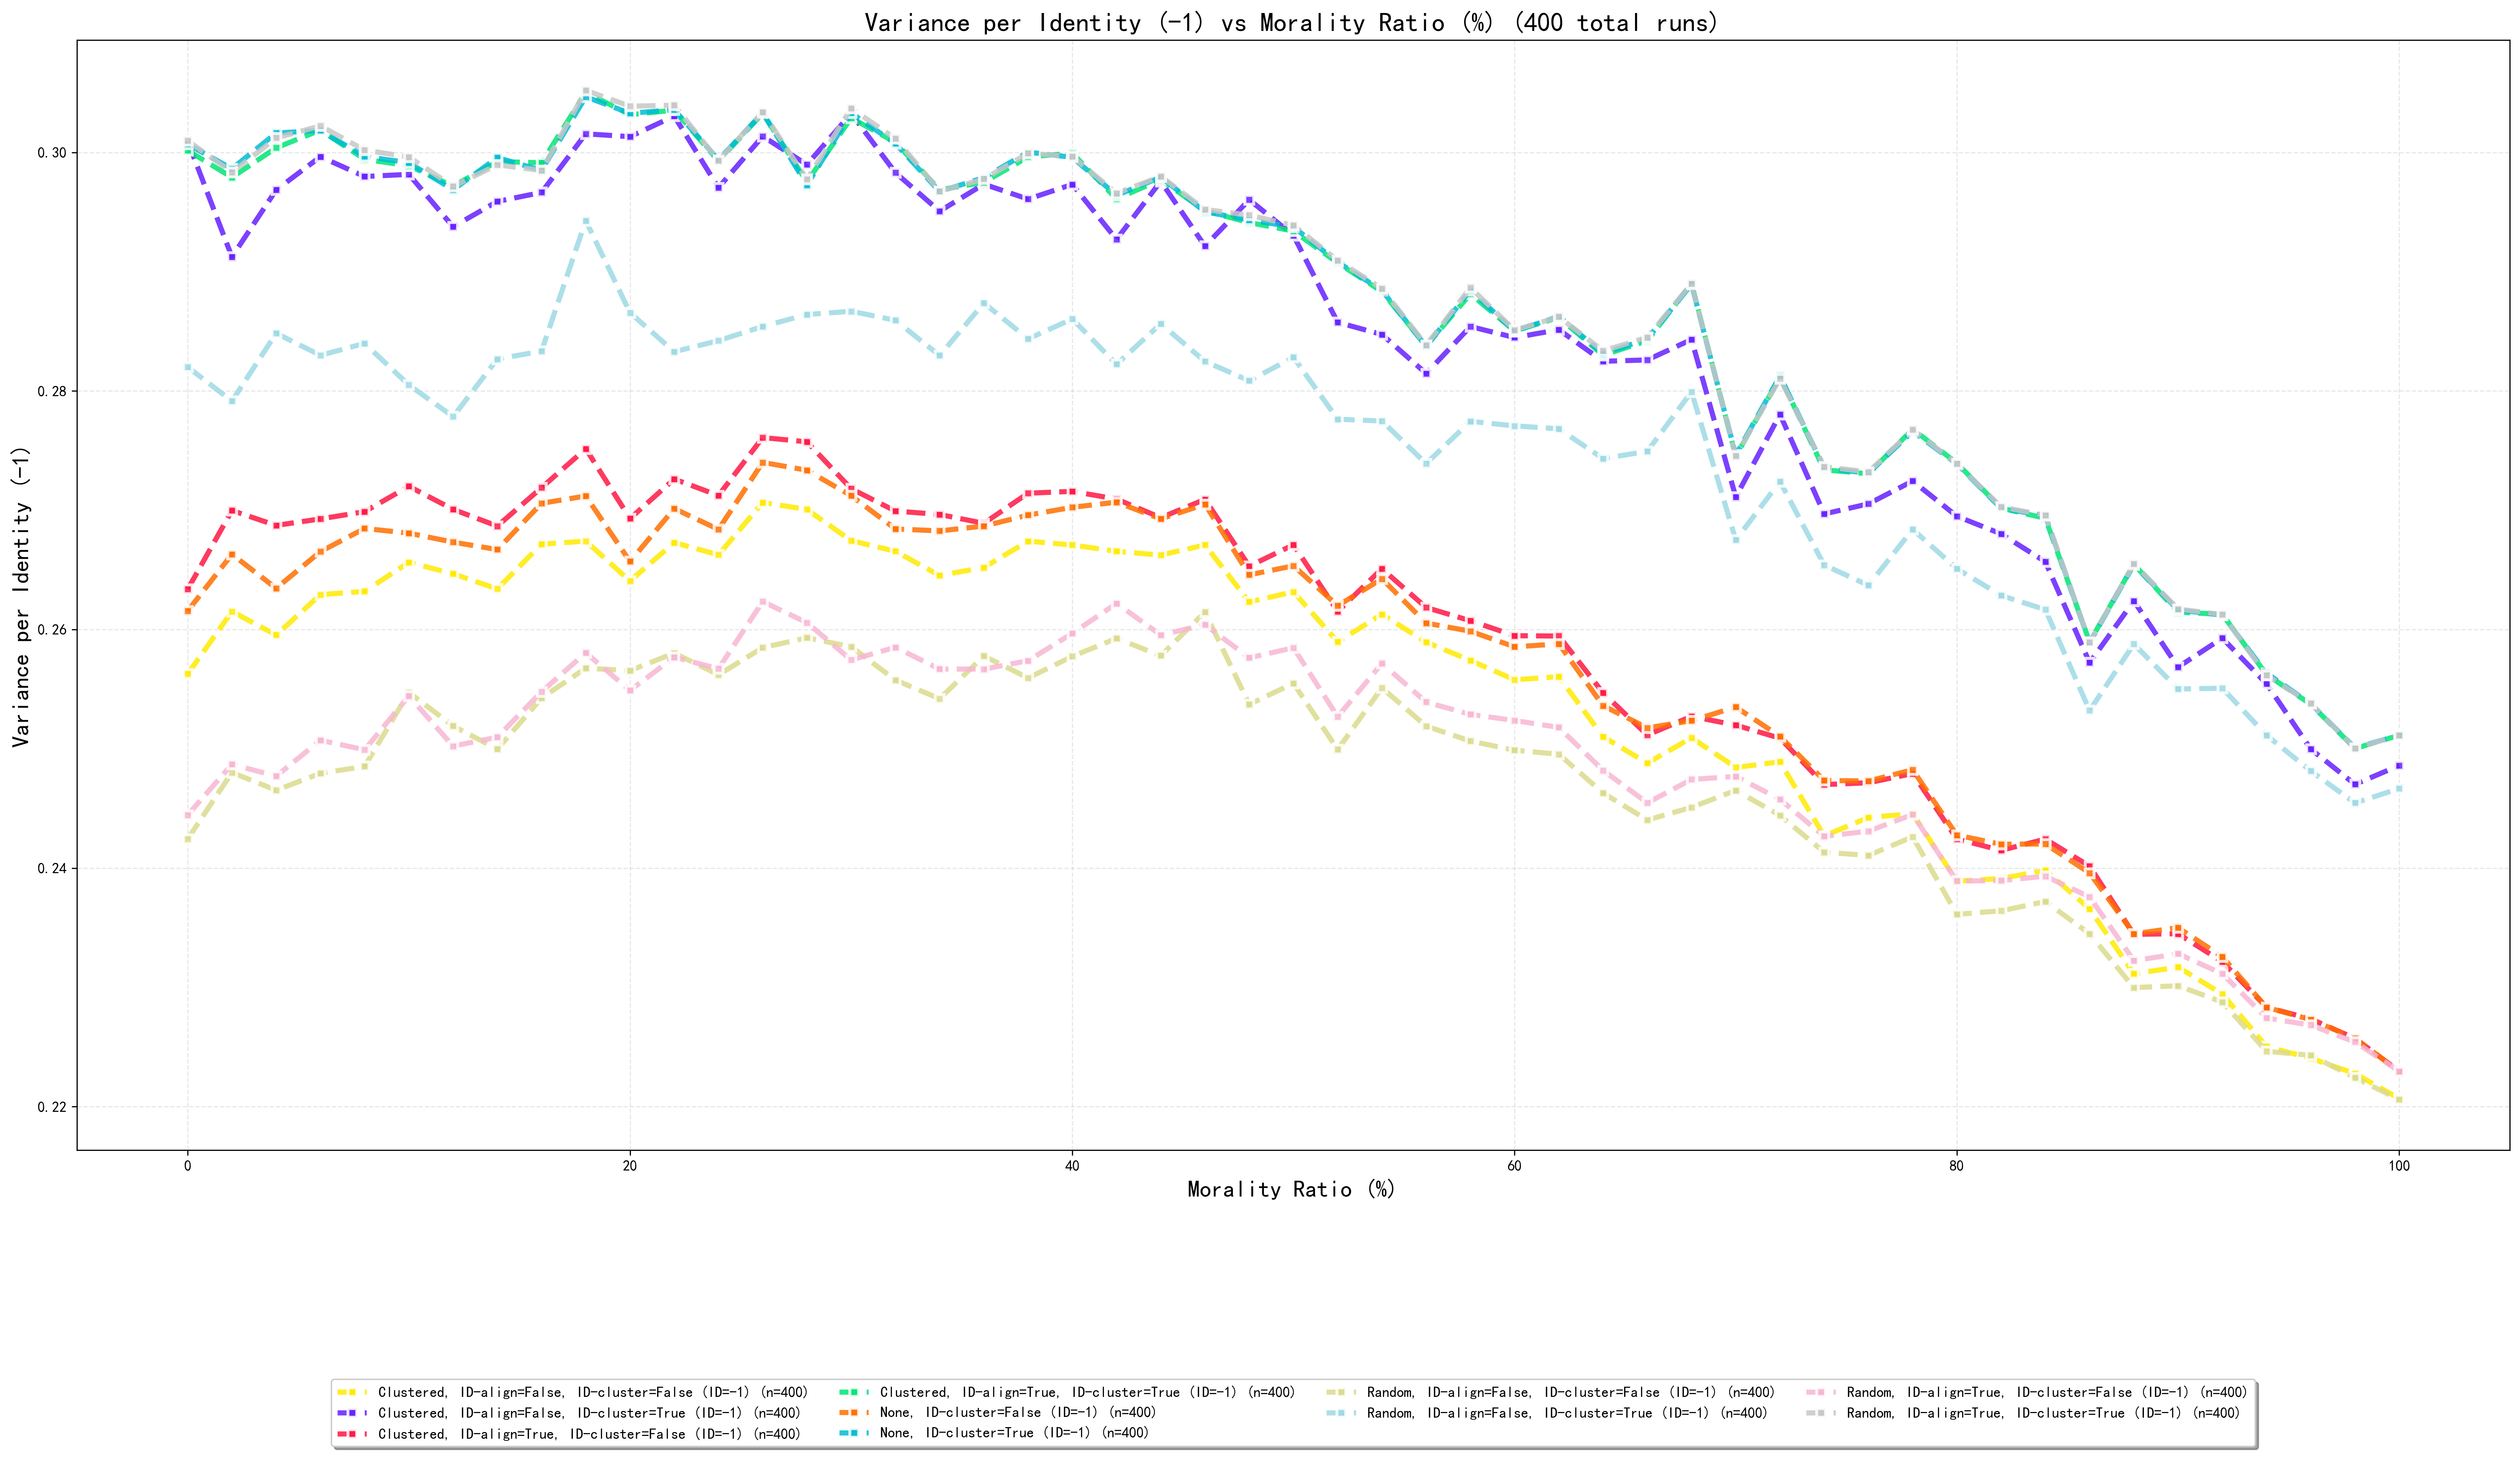 Variance per Identity (-1) vs Morality Ratio (%) (400 total runs)
Variance per Identity (-1)
0.30
0.28
0.26
0.24
0.22
0 20 40 60 80 100
Morality Ratio (%)
Clustered, ID-align=False, ID-cluster=False (ID=-1) (n=400)
Clustered, ID-align=False, ID-cluster=True (ID=-1) (n=400)
Clustered, ID-align=True, ID-cluster=False (ID=-1) (n=400)
Clustered, ID-align=True, ID-cluster=True (ID=-1) (n=400)
None, ID-cluster=False (ID=-1) (n=400)
None, ID-cluster=True (ID=-1) (n=400)
Random, ID-align=False, ID-cluster=False (ID=-1) (n=400)
Random, ID-align=False, ID-cluster=True (ID=-1) (n=400)
Random, ID-align=True, ID-cluster=False (ID=-1) (n=400)
Random, ID-align=True, ID-cluster=True (ID=-1) (n=400)